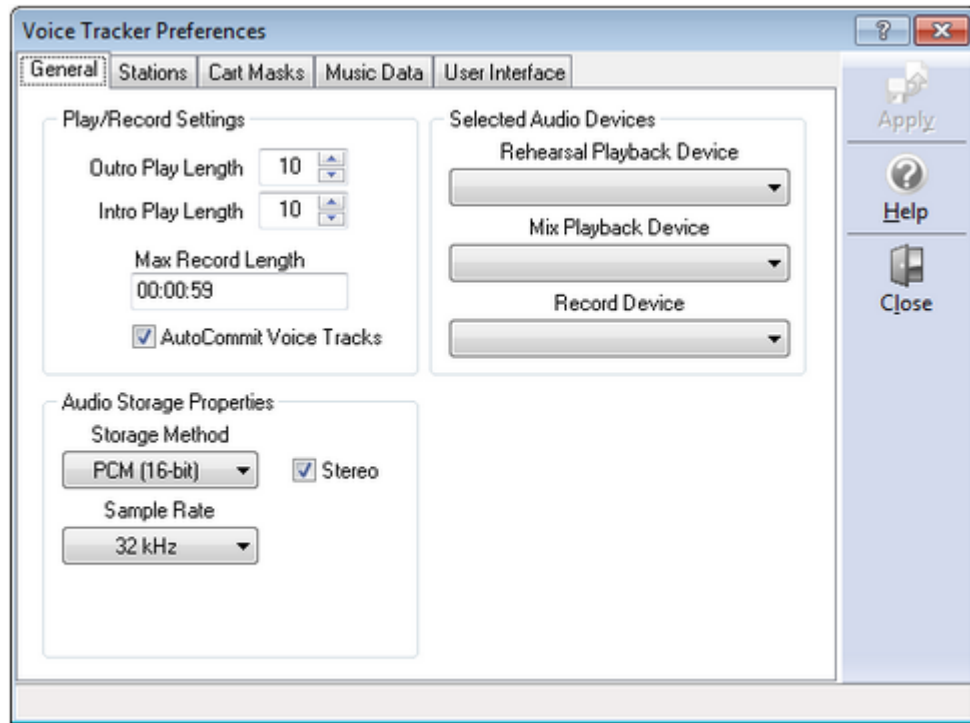 Voice Tracker Preferences
General
Stations
Cart Masks
Music Data
User Interface
Play/Record Settings
Outro Play Length 10
Intro Play Length 10
Max Record Length
00:00:59
AutoCommit Voice Tracks
Selected Audio Devices
Rehearsal Playback Device
Mix Playback Device
Record Device
Audio Storage Properties
Storage Method
PCM (16-bit)
Stereo
Sample Rate
32 kHz
Apply
Help
Close